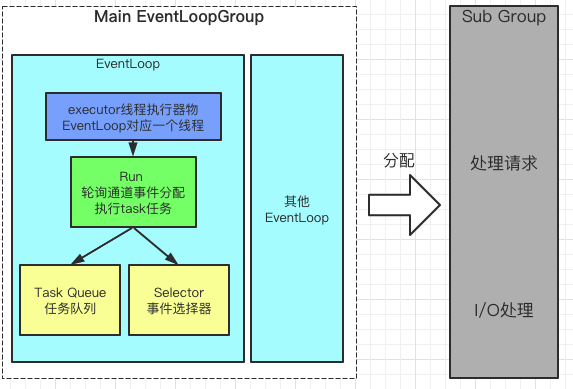 Main EventLoopGroup
EventLoop
executor线程执行器物
EventLoop对应一个线程
Run
轮询通道事件分配
执行task任务
Task Queue
任务队列
Selector
事件选择器
其他
EventLoop
分配
Sub Group
处理请求
I/O处理